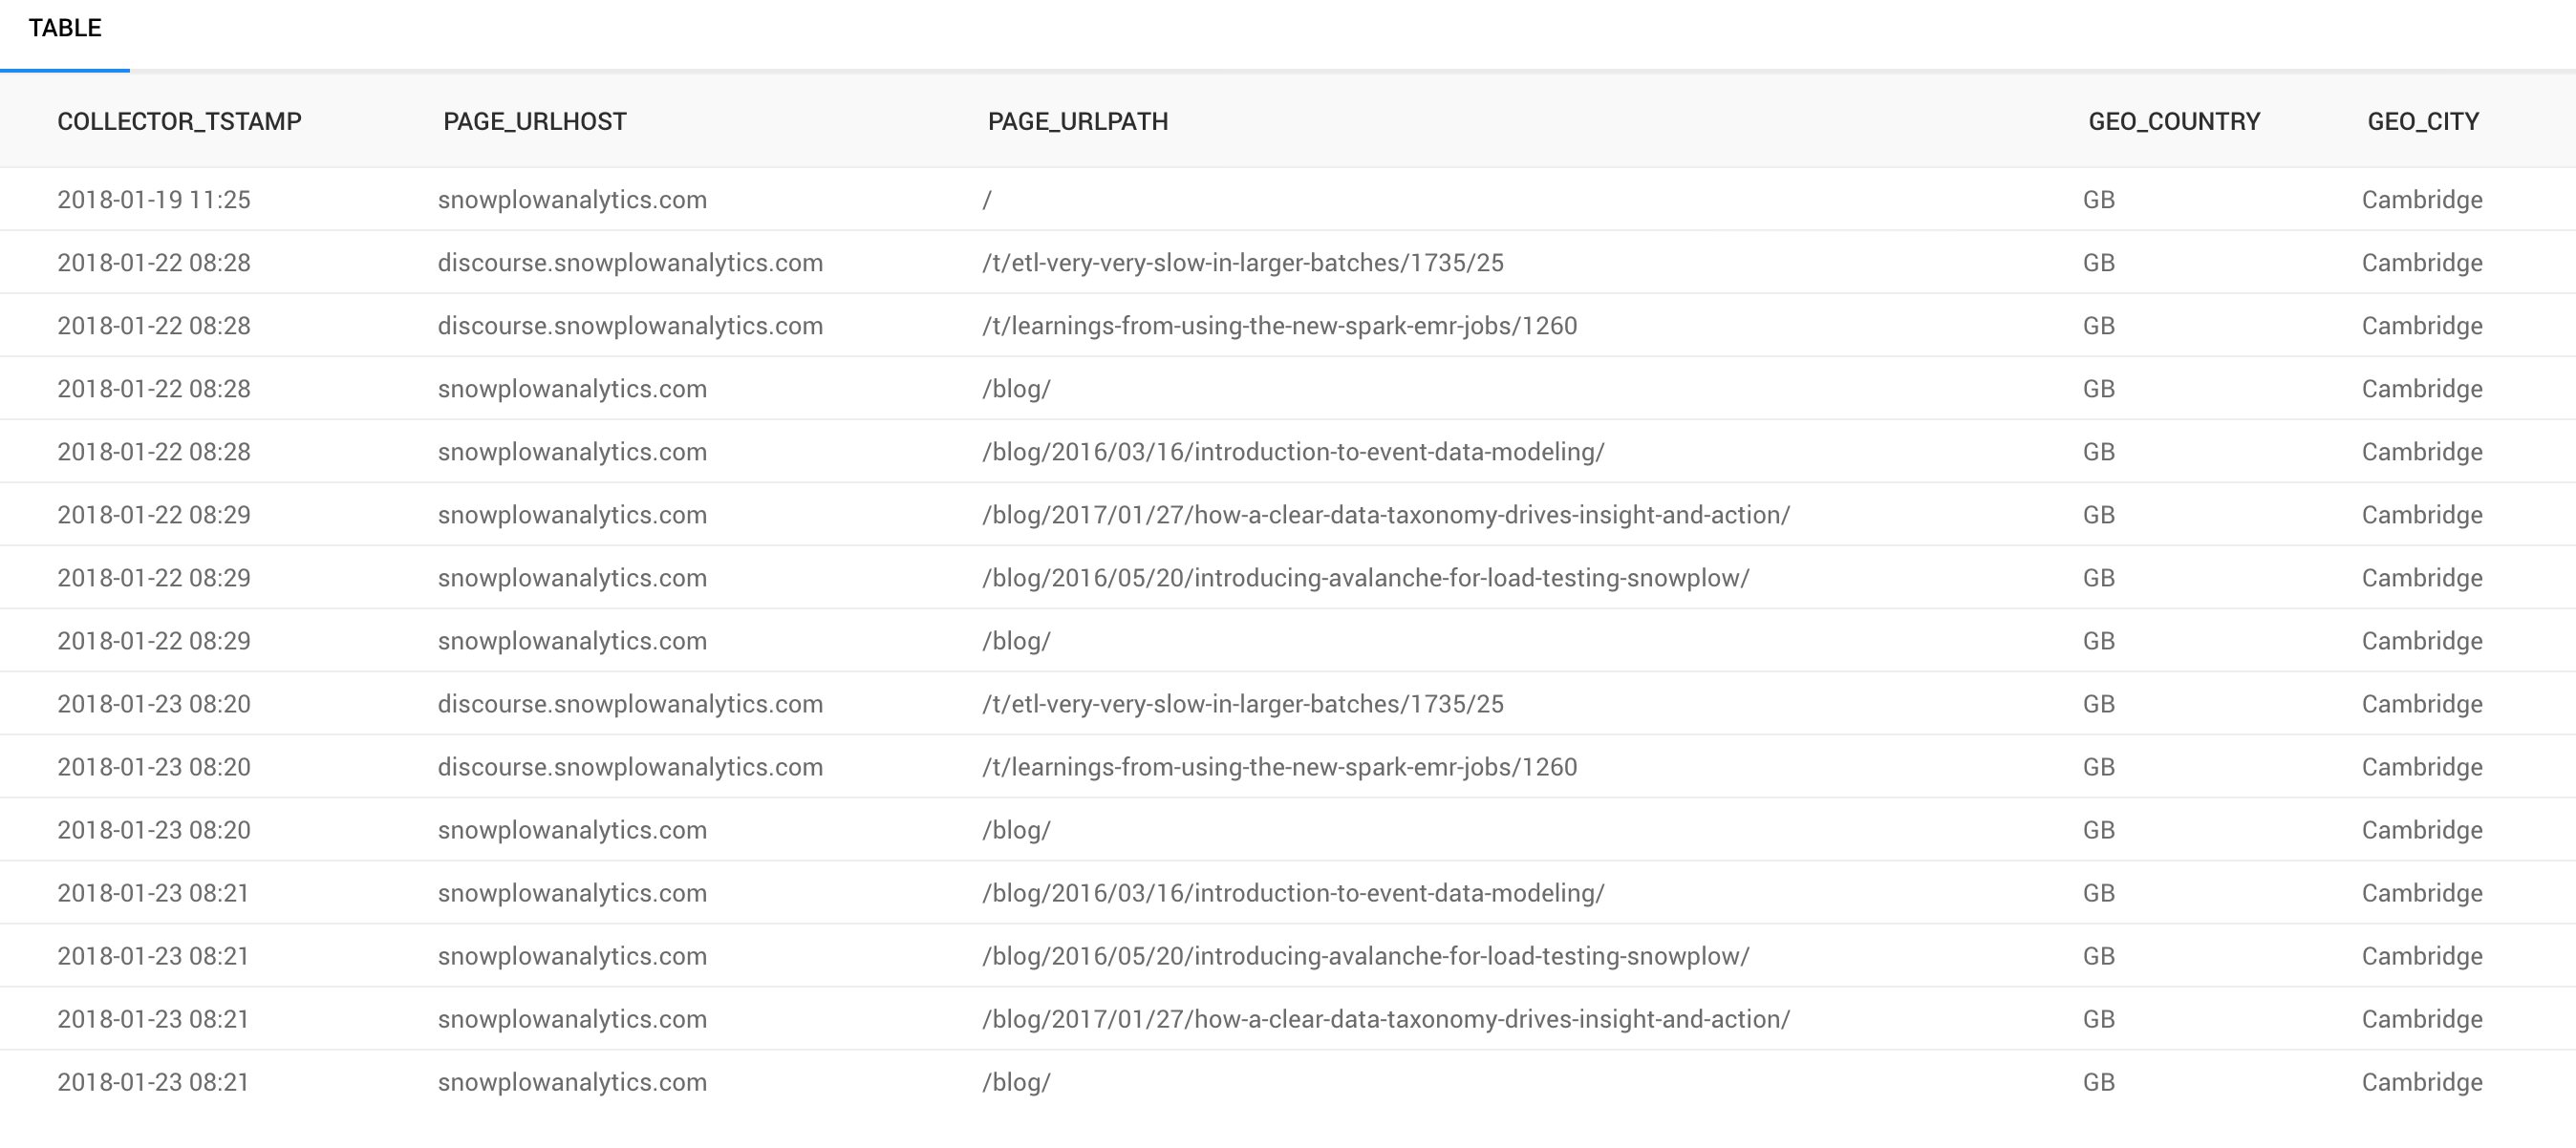 TABLE
COLLECTOR_TSTAMP PAGE_URLHOST PAGE_URLPATH GEO_COUNTRY GEO_CITY
2018-01-19 11:25 snowplowanalytics.com / GB Cambridge
2018-01-22 08:28 discourse.snowplowanalytics.com /t/etl-very-very-slow-in-larger-batches/1735/25 GB Cambridge
2018-01-22 08:28 discourse.snowplowanalytics.com /t/learnings-from-using-the-new-spark-emr-jobs/1260 GB Cambridge
2018-01-22 08:28 snowplowanalytics.com /blog/ GB Cambridge
2018-01-22 08:28 snowplowanalytics.com /blog/2016/03/16/introduction-to-event-data-modeling/ GB Cambridge
2018-01-22 08:29 snowplowanalytics.com /blog/2017/01/27/how-a-clear-data-taxonomy-drives-insight-and-action/ GB Cambridge
2018-01-22 08:29 snowplowanalytics.com /blog/2016/05/20/introducing-avalanche-for-load-testing-snowplow/ GB Cambridge
2018-01-22 08:29 snowplowanalytics.com /blog/ GB Cambridge
2018-01-23 08:20 discourse.snowplowanalytics.com /t/etl-very-very-slow-in-larger-batches/1735/25 GB Cambridge
2018-01-23 08:20 discourse.snowplowanalytics.com /t/learnings-from-using-the-new-spark-emr-jobs/1260 GB Cambridge
2018-01-23 08:20 snowplowanalytics.com /blog/ GB Cambridge
2018-01-23 08:21 snowplowanalytics.com /blog/2016/03/16/introduction-to-event-data-modeling/ GB Cambridge
2018-01-23 08:21 snowplowanalytics.com /blog/2016/05/20/introducing-avalanche-for-load-testing-snowplow/ GB Cambridge
2018-01-23 08:21 snowplowanalytics.com /blog/2017/01/27/how-a-clear-data-taxonomy-drives-insight-and-action/ GB Cambridge
2018-01-23 08:21 snowplowanalytics.com /blog/ GB Cambridge